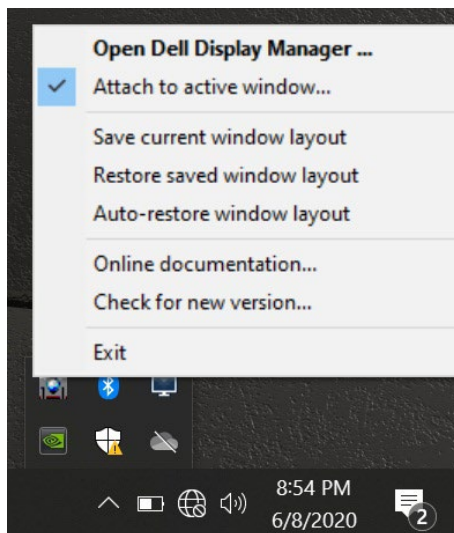 Open Dell Display Manager ...
Attach to active window...
Save current window layout
Restore saved window layout
Auto-restore window layout
Online documentation...
Check for new version...
Exit
8:54 PM
6/8/2020
2